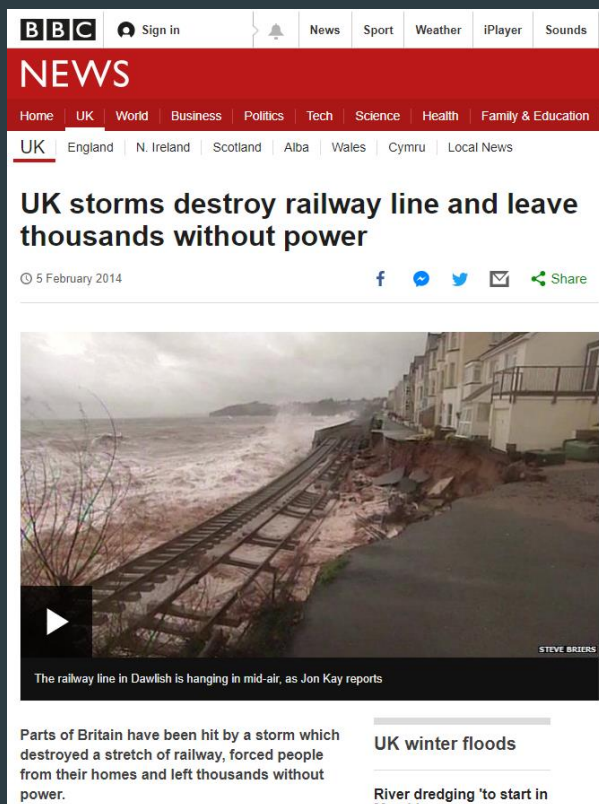 BBC Sign in News Sport Weather iPlayer Sounds
NEWS
Home UK World Business Politics Tech Science Health Family & Education
UK England N. Ireland Scotland Alba Wales Cymru Local News
UK storms destroy railway line and leave
thousands without power
5 February 2014
Share
STEVE BRIERS
The railway line in Dawlish is hanging in mid-air, as Jon Kay reports
Parts of Britain have been hit by a storm which
destroyed a stretch of railway, forced people
from their homes and left thousands without
power.
UK winter floods
River dredging 'to start in